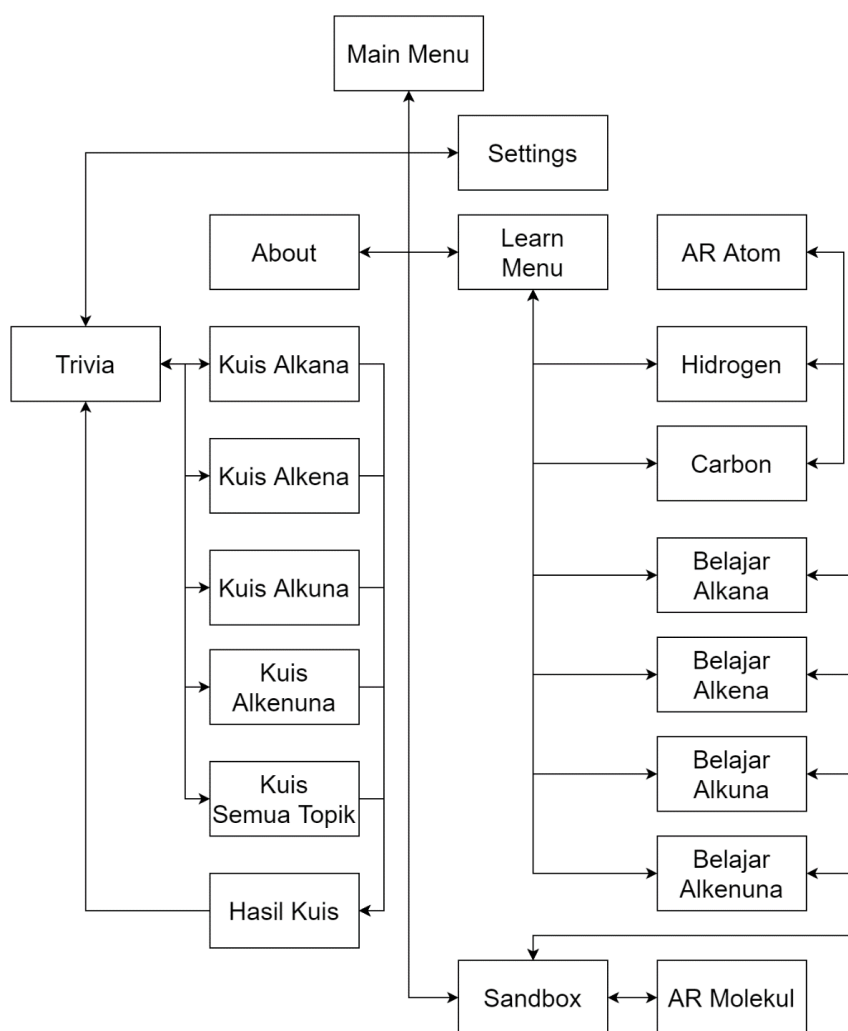 Main Menu
Settings
About
Learn
Menu
AR Atom
Trivia
Kuis Alkana
Hidrogen
Kuis Alkena
Carbon
Kuis Alkuna
Belajar
Alkana
Kuis
Alkenuna
Belajar
Alkena
Kuis
Semua Topik
Belajar
Alkuna
Hasil Kuis
Belajar
Alkenuna
Sandbox
AR Molekul